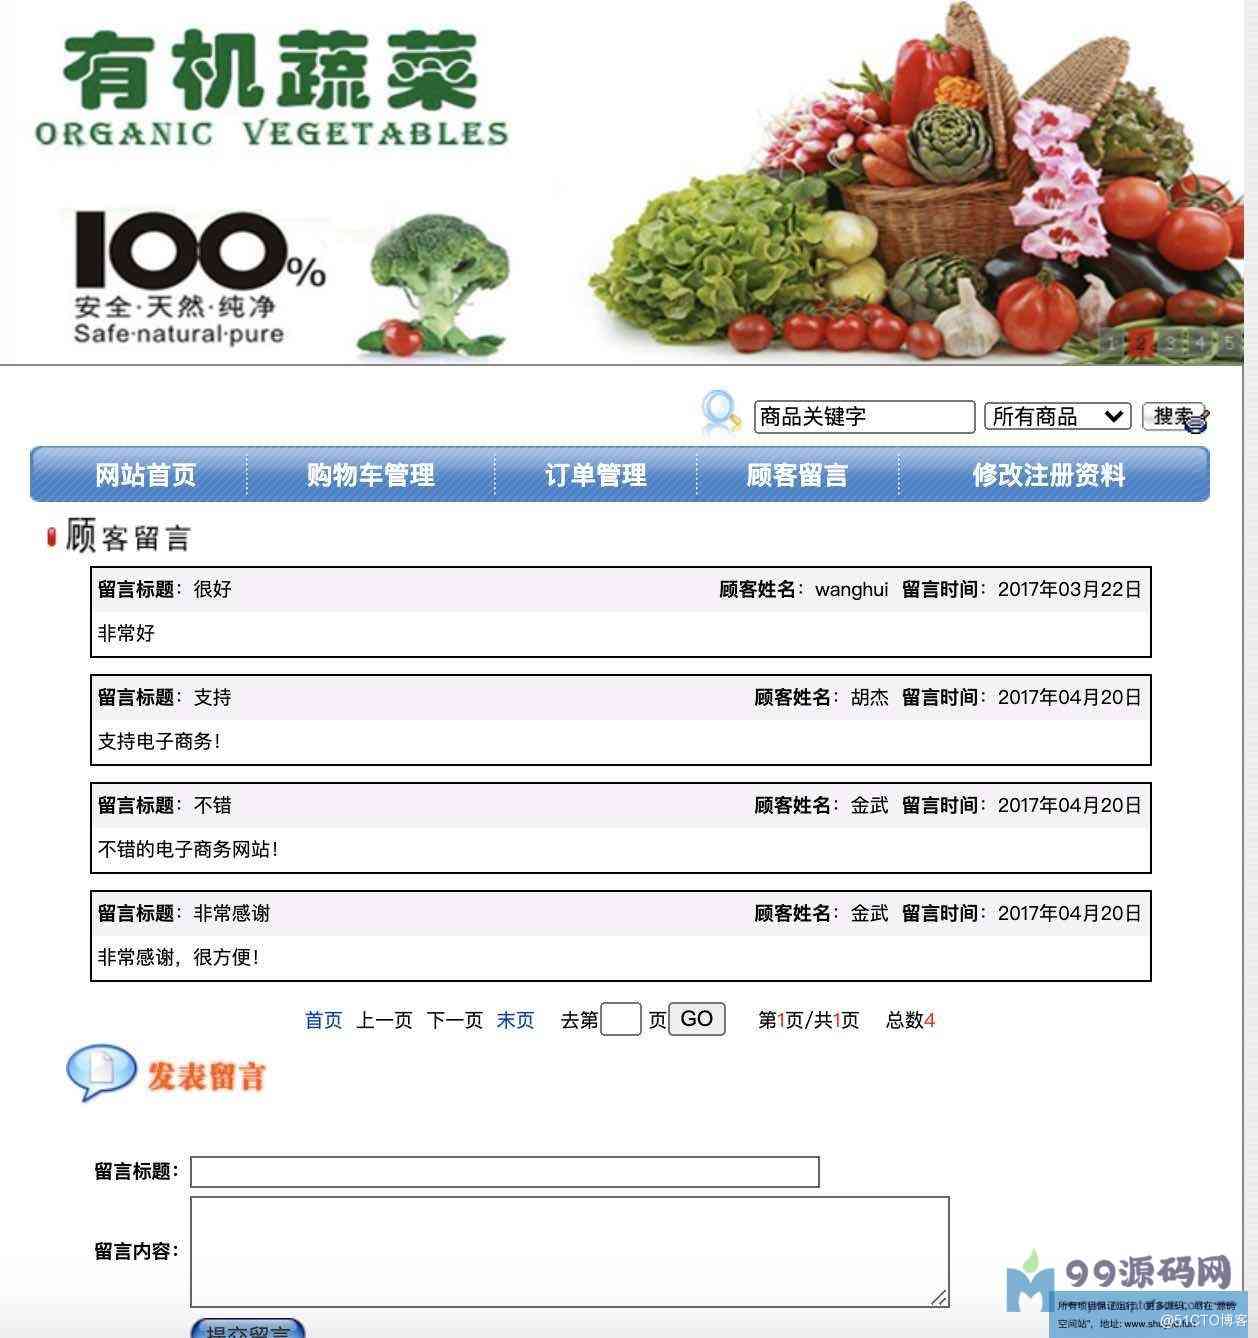 有机蔬菜
ORGANIC VEGETABLES
100%
安全·天然·纯净
Safe·natural·pure
1 2 3 4 5
商品关键字 所有商品 搜索
网站首页 购物车管理 订单管理 顾客留言 修改注册资料
顾客留言
留言标题：很好 顾客姓名：wanghui 留言时间：2017年03月22日
非常好
留言标题：支持 顾客姓名：胡杰 留言时间：2017年04月20日
支持电子商务！
留言标题：不错 顾客姓名：金武 留言时间：2017年04月20日
不错的电子商务网站！
留言标题：非常感谢 顾客姓名：金武 留言时间：2017年04月20日
非常感谢，很方便！
首页 上一页 下一页 末页 去第 页 GO 第1页/共1页 总数4
发表留言
留言标题：
留言内容：
提交留言
99源码网
所有项目保证运行，更多源码，尽在“源码
空间站”，地址: www.shu
@51CTO博客